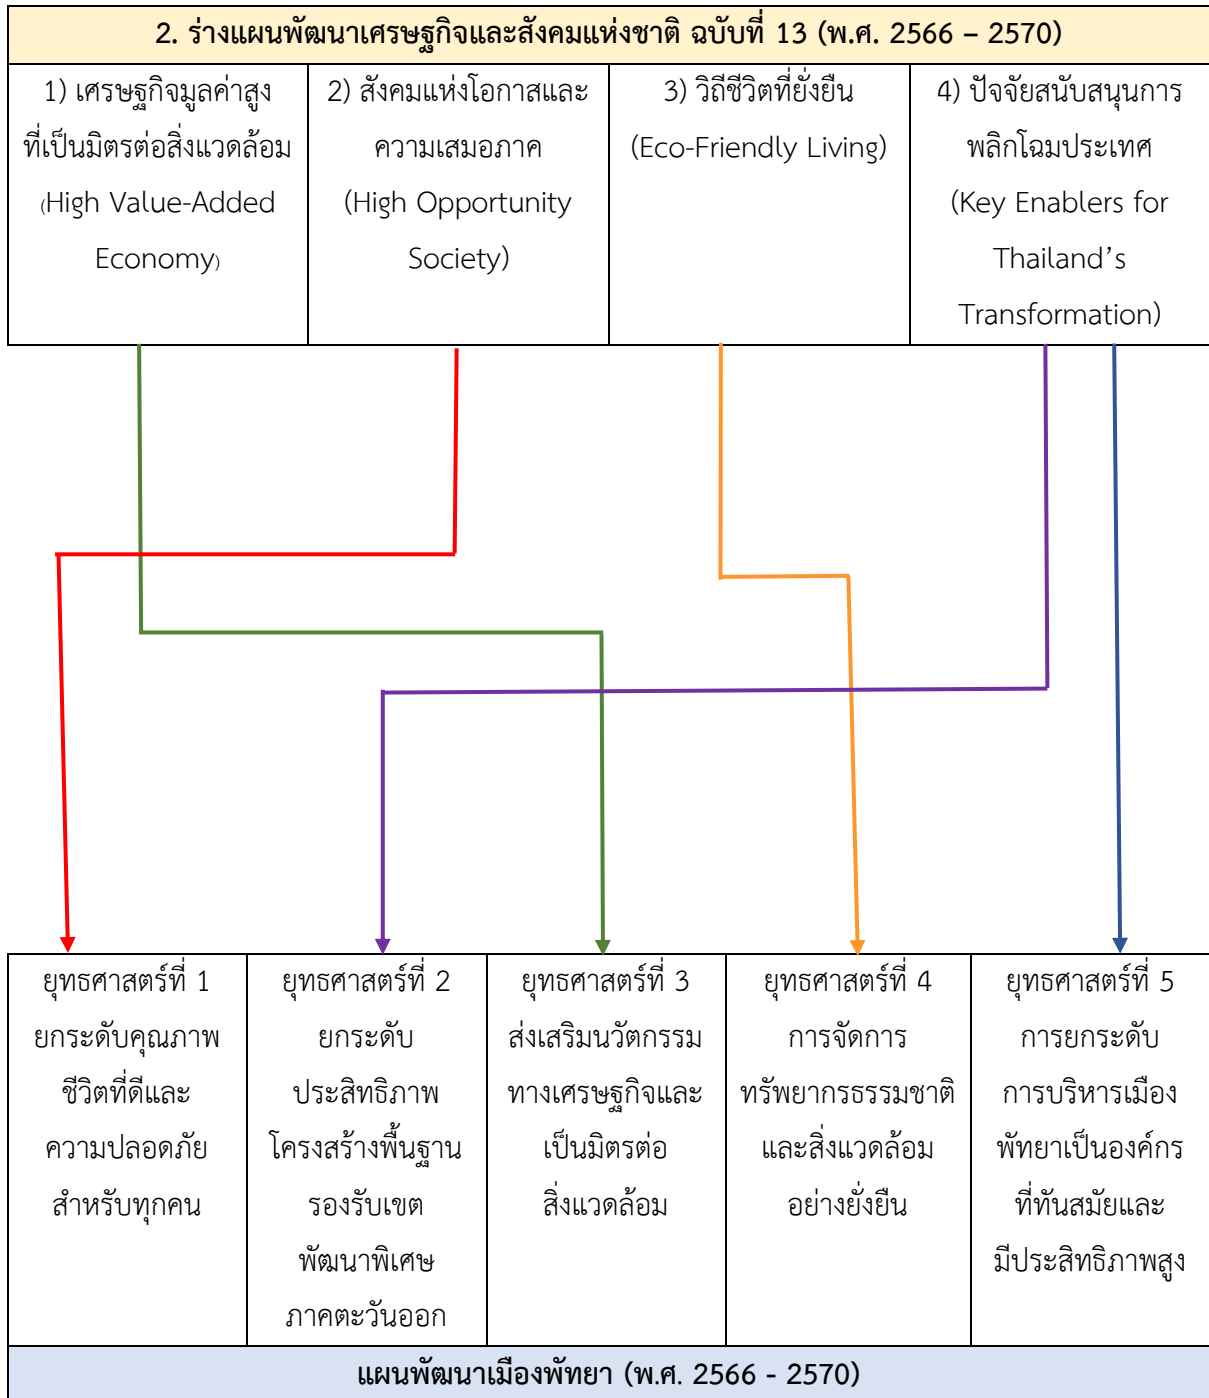 2. ร่างแผนพัฒนาเศรษฐกิจและสังคมแห่งชาติ ฉบับที่ 13 (พ.ศ. 2566 – 2570)
1) เศรษฐกิจมูลค่าสูง
ที่เป็นมิตรต่อสิ่งแวดล้อม
(High Value-Added
Economy)
2) สังคมแห่งโอกาสและ
ความเสมอภาค
(High Opportunity
Society)
3) วิถีชีวิตที่ยั่งยืน
(Eco-Friendly Living)
4) ปัจจัยสนับสนุนการ
พลิกโฉมประเทศ
(Key Enablers for
Thailand’s
Transformation)
ยุทธศาสตร์ที่ 1
ยกระดับคุณภาพ
ชีวิตที่ดีและ
ความปลอดภัย
สำหรับทุกคน
ยุทธศาสตร์ที่ 2
ยกระดับ
ประสิทธิภาพ
โครงสร้างพื้นฐาน
รองรับเขต
พัฒนาพิเศษ
ภาคตะวันออก
ยุทธศาสตร์ที่ 3
ส่งเสริมนวัตกรรม
ทางเศรษฐกิจและ
เป็นมิตรต่อ
สิ่งแวดล้อม
ยุทธศาสตร์ที่ 4
การจัดการ
ทรัพยากรธรรมชาติ
และสิ่งแวดล้อม
อย่างยั่งยืน
ยุทธศาสตร์ที่ 5
การยกระดับ
การบริหารเมือง
พัทยาเป็นองค์กร
ที่ทันสมัยและ
มีประสิทธิภาพสูง
แผนพัฒนาเมืองพัทยา (พ.ศ. 2566 - 2570)